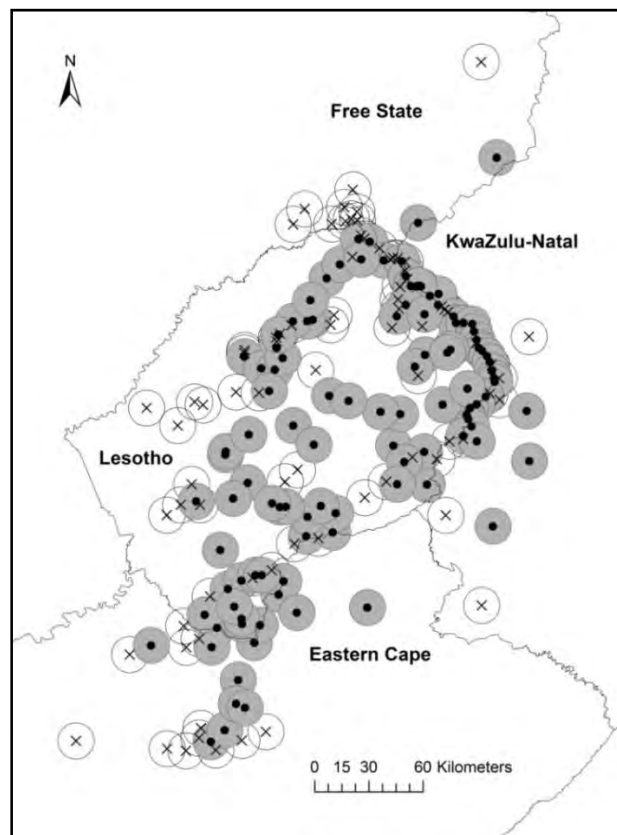 N
Free State
KwaZulu-Natal
Lesotho
Eastern Cape
0 15 30 60 Kilometers